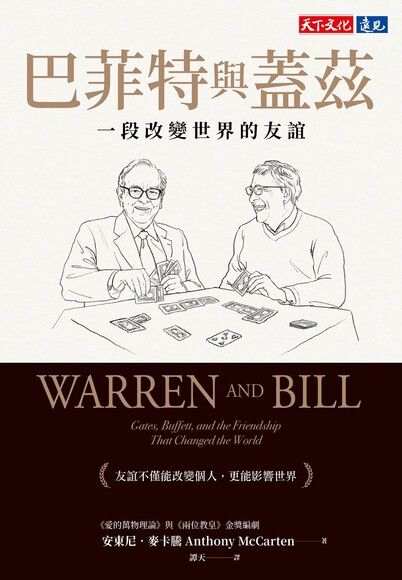 天下文化 遠見
巴菲特與蓋茲
一段改變世界的友誼
WARREN AND BILL
Gates, Buffett, and the Friendship
That Changed the World
友誼不僅能改變個人，更能影響世界
《愛的萬物理論》與《兩位教皇》金獎編劇
安東尼・麥卡騰 Anthony McCarten——著
譚天——譯